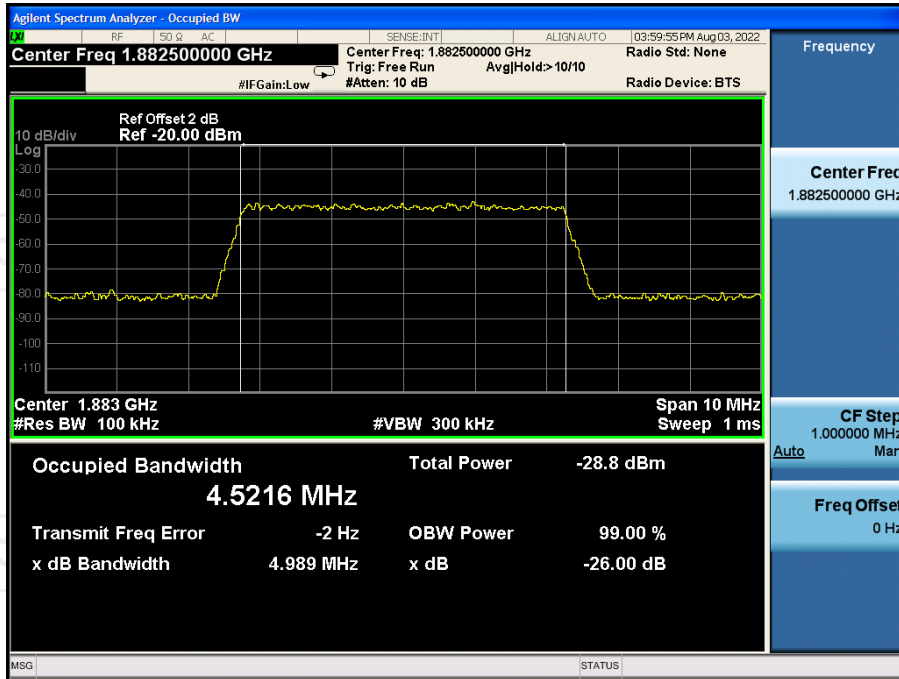 Agilent Spectrum Analyzer - Occupied BW
LXI RF 50 Ω AC SENSE:INT ALIGN AUTO 03:59:55 PM Aug 03, 2022
Center Freq 1.882500000 GHz Center Freq: 1.882500000 GHz Radio Std: None
Trig: Free Run Avg|Hold:> 10/10
#IFGain:Low #Atten: 10 dB Radio Device: BTS
Frequency
Ref Offset 2 dB
10 dB/div Ref -20.00 dBm
Log
-30.0
-40.0
-50.0
-60.0
-70.0
-80.0
-90.0
-100
-110
Center 1.883 GHz Span 10 MHz
#Res BW 100 kHz #VBW 300 kHz Sweep 1 ms
Occupied Bandwidth Total Power -28.8 dBm
4.5216 MHz
Transmit Freq Error -2 Hz OBW Power 99.00 %
x dB Bandwidth 4.989 MHz x dB -26.00 dB
Center Freq
1.882500000 GHz
CF Step
1.000000 MHz
Auto Man
Freq Offset
0 Hz
MSG STATUS